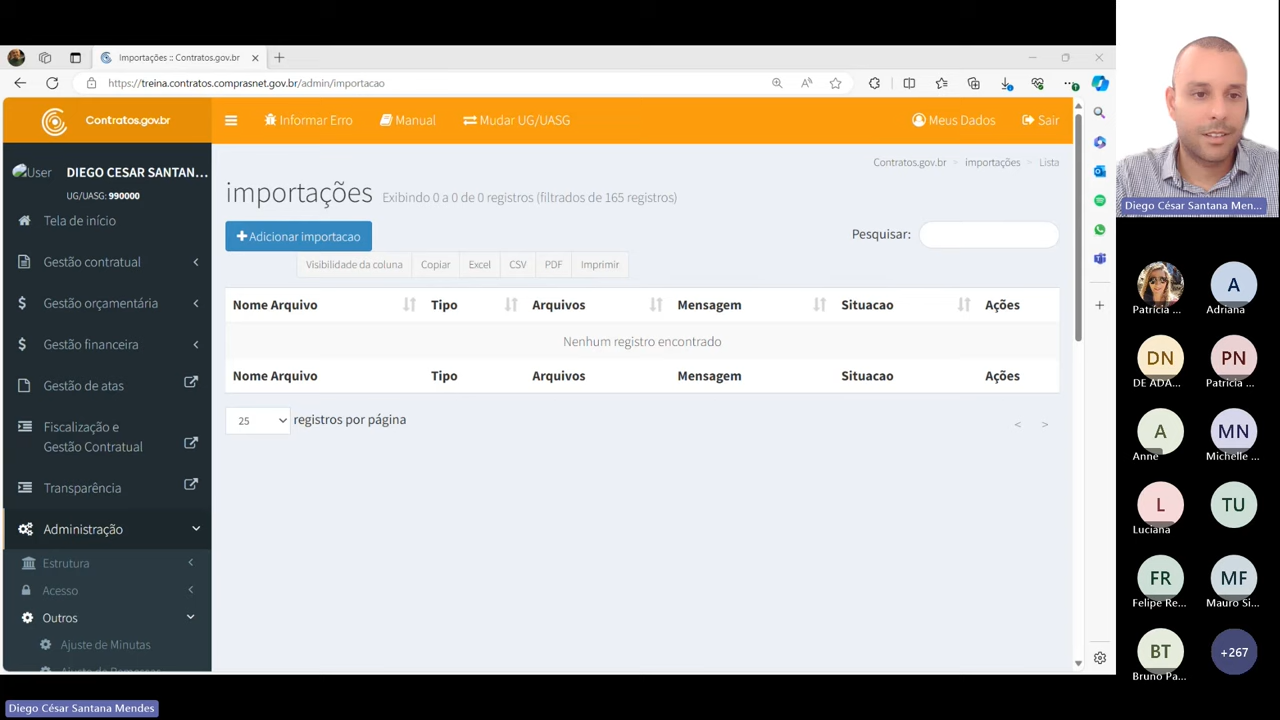 Importações :: Contratos.gov.br
https://treina.contratos.comprasnet.gov.br/admin/importacao
Contratos.gov.br
Informar Erro
Manual
Mudar UG/UASG
Meus Dados
Sair
User
DIEGO CESAR SANTAN...
UG/UASG: 990000
Tela de início
Gestão contratual
Gestão orçamentária
Gestão financeira
Gestão de atas
Fiscalização e
Gestão Contratual
Transparência
Administração
Estrutura
Acesso
Outros
Ajuste de Minutas
Ajuste de Remessas
Contratos.gov.br > importações > Lista
importações Exibindo 0 a 0 de 0 registros (filtrados de 165 registros)
+ Adicionar importacao
Pesquisar:
Visibilidade da coluna Copiar Excel CSV PDF Imprimir
Nome Arquivo Tipo Arquivos Mensagem Situacao Ações
Nenhum registro encontrado
Nome Arquivo Tipo Arquivos Mensagem Situacao Ações
25 registros por página
< >
Diego César Santana Men...
A
Patrícia ... Adriana
DN PN
DE ADA... Patrícia ...
A MN
Anne Michelle ...
L TU
Luciana
FR MF
Felipe Re... Mauro Si...
BT +267
Bruno Pa...
Diego César Santana Mendes